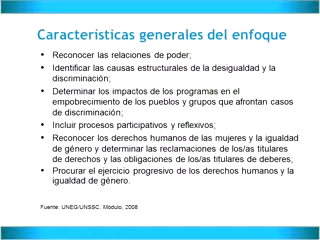 Características generales del enfoque
• Reconocer las relaciones de poder;
• Identificar las causas estructurales de la desigualdad y la
discriminación;
• Determinar los impactos de los programas en el
empobrecimiento de los pueblos y grupos que afrontan casos
de discriminación;
• Incluir procesos participativos y reflexivos;
• Reconocer los derechos humanos de las mujeres y la igualdad
de género y determinar las reclamaciones de los/as titulares
de derechos y las obligaciones de los/as titulares de deberes;
• Procurar el ejercicio progresivo de los derechos humanos y la
igualdad de género.
Fuente: UNEG/UNSSC. Modulo, 2008